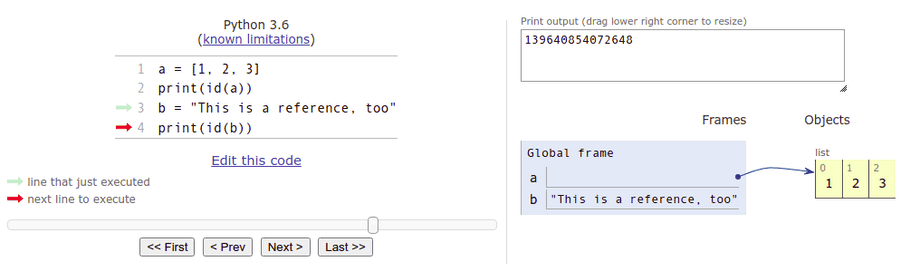 Python 3.6
(known limitations)
1 a = [1, 2, 3]
2 print(id(a))
3 b = "This is a reference, too"
4 print(id(b))
Edit this code
line that just executed
next line to execute
<< First < Prev Next > Last >>
Print output (drag lower right corner to resize)
139640854072648
Frames Objects
Global frame
a
b "This is a reference, too"
list
0 1 2
1 2 3